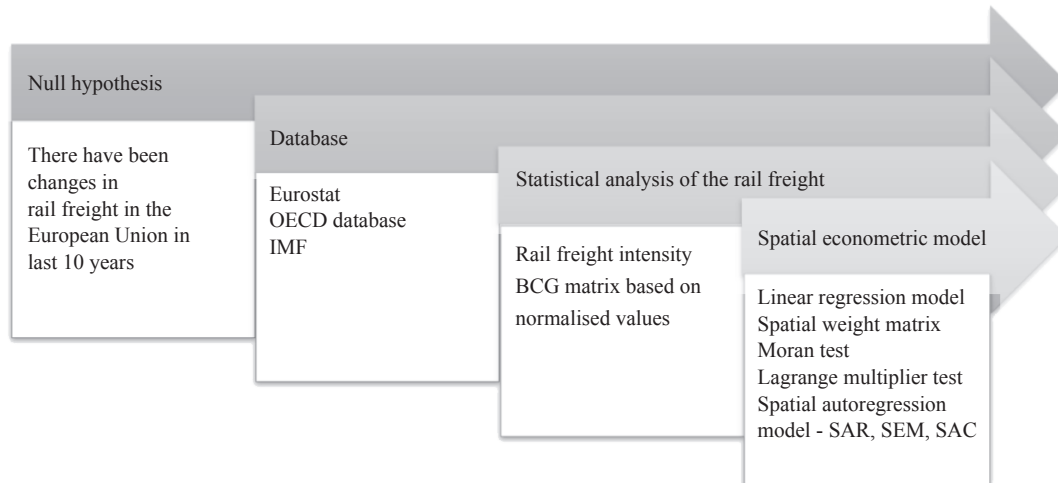 Null hypothesis
There have been
changes in
rail freight in the
European Union in
last 10 years
Database
Eurostat
OECD database
IMF
Statistical analysis of the rail freight
Rail freight intensity
BCG matrix based on
normalised values
Spatial econometric model
Linear regression model
Spatial weight matrix
Moran test
Lagrange multiplier test
Spatial autoregression
model - SAR, SEM, SAC